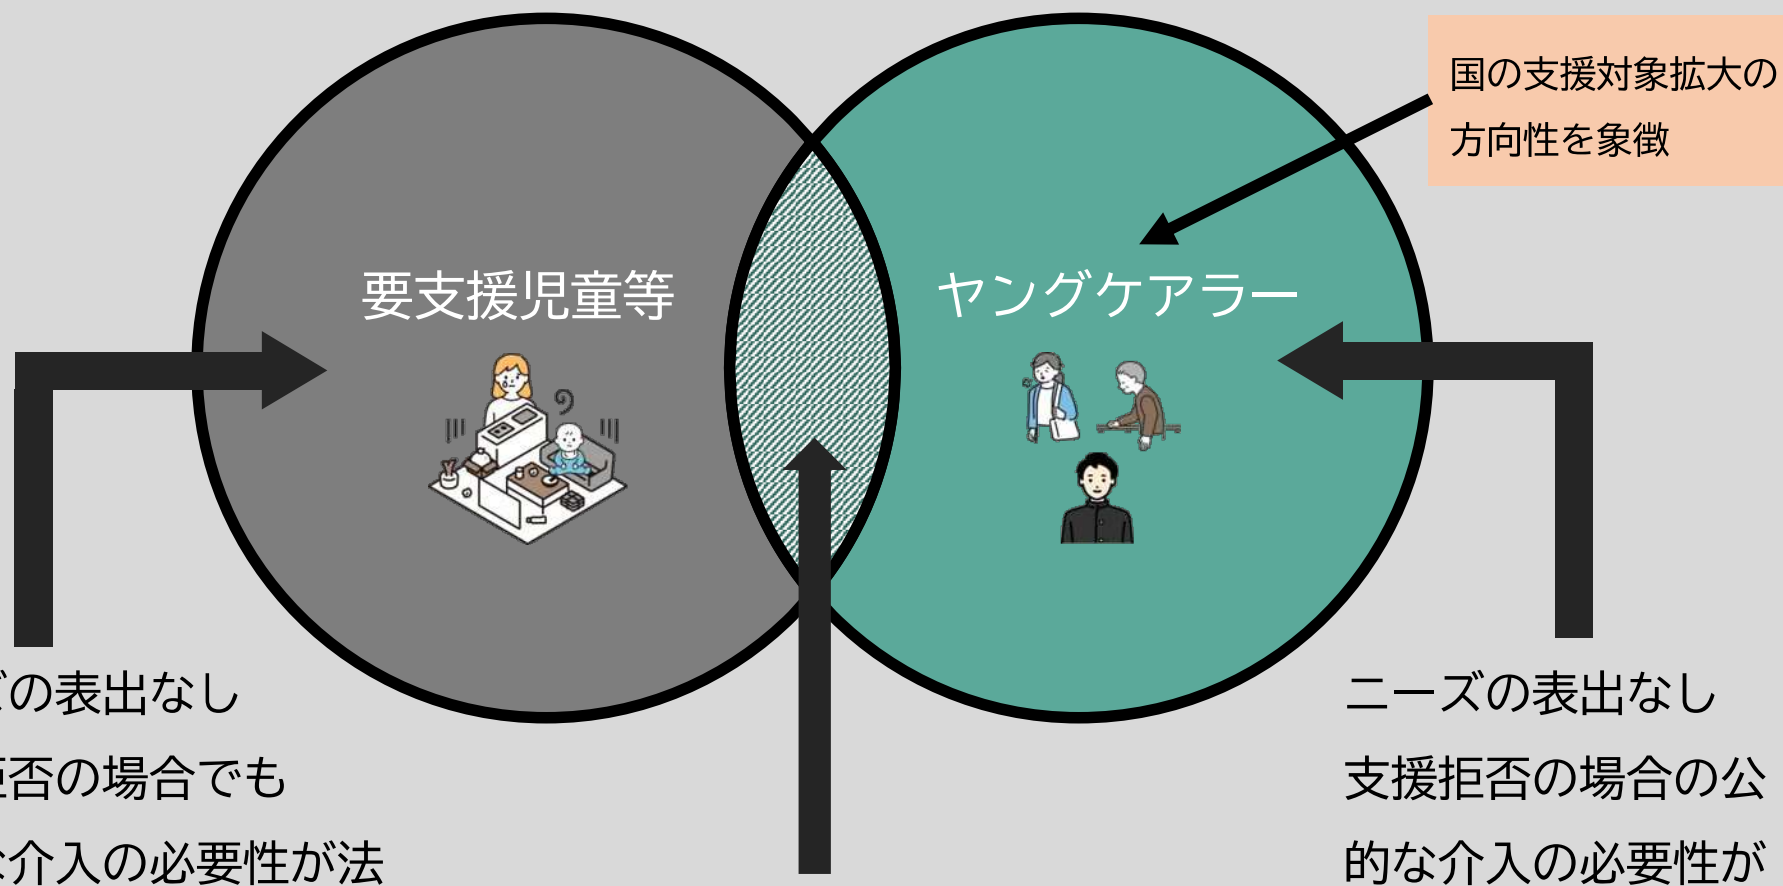 国の支援対象拡大の
方向性を象徴
要支援児童等
ヤングケアラー
ズの表出なし
拒否の場合でも
な介入の必要性が法
ニーズの表出なし
支援拒否の場合の公
的な介入の必要性が